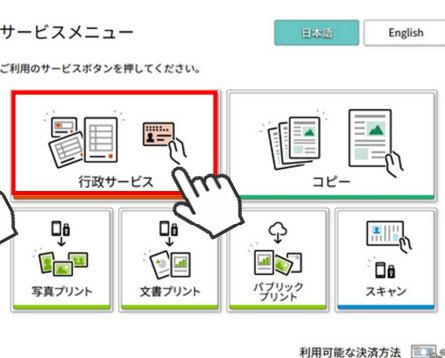 サービスメニュー
日本語
English
ご利用のサービスボタンを押してください。
行政サービス
コピー
写真プリント
文書プリント
パブリック
プリント
スキャン
利用可能な決済方法